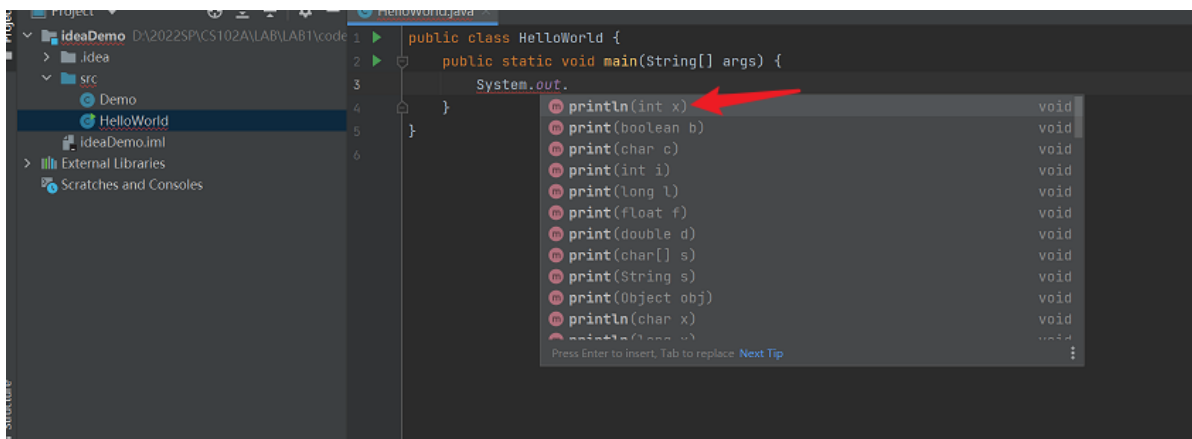 Project
HelloWorld.java
ideaDemo D:\2022SP\CS102A\LAB\LAB1\code
.idea
src
Demo
HelloWorld
ideaDemo.iml
External Libraries
Scratches and Consoles
1 public class HelloWorld {
2 public static void main(String[] args) {
3 System.out.
4 }
5 }
6
println(int x) void
print(boolean b) void
print(char c) void
print(int i) void
print(long l) void
print(float f) void
print(double d) void
print(char[] s) void
print(String s) void
print(Object obj) void
println(char x) void
println(long x) void
Press Enter to insert, Tab to replace Next Tip
Structure